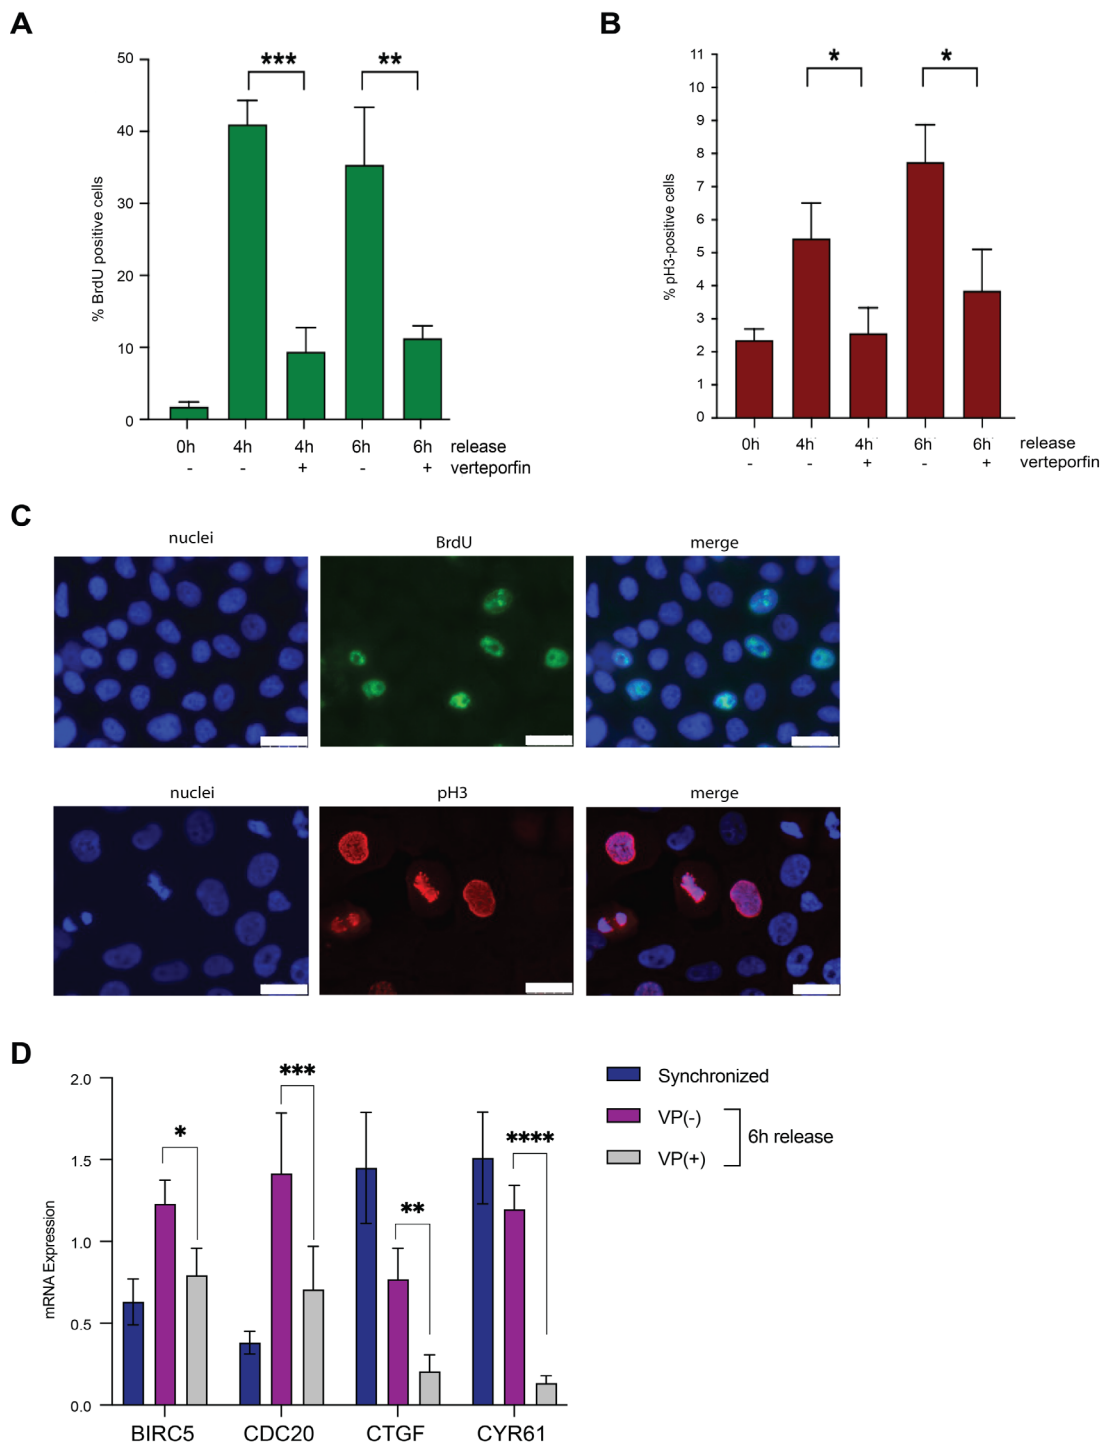 A
50
40
30
20
10
0
% BrdU positive cells
***
**
0h 4h 4h 6h 6h release
- - + - + verteporfin
B
11
10
9
8
7
6
5
4
3
2
1
0
% pH3-positive cells
*
*
0h 4h 4h 6h 6h release
- - + - + verteporfin
C
nuclei BrdU merge
nuclei pH3 merge
D
2.0
1.5
1.0
0.5
0.0
mRNA Expression
*
***
**
****
BIRC5 CDC20 CTGF CYR61
Synchronized
VP(-)
VP(+)
6h release